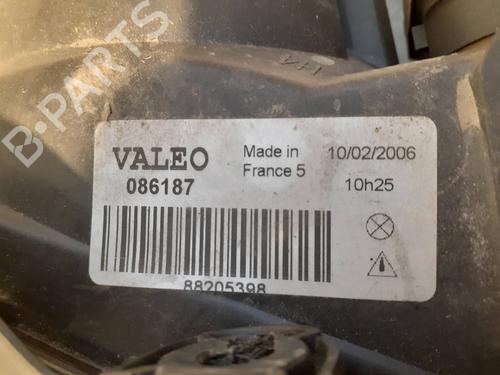 B-PARTS
VALEO
086187
Made in
France 5
10/02/2006
10h25
88205398